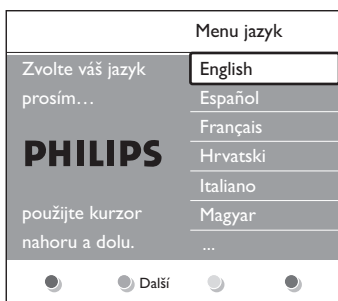 Menu jazyk
Zvolte váš jazyk
prosím…
PHILIPS
použijte kurzor
nahoru a dolu.
English
Español
Français
Hrvatski
Italiano
Magyar
...
Další